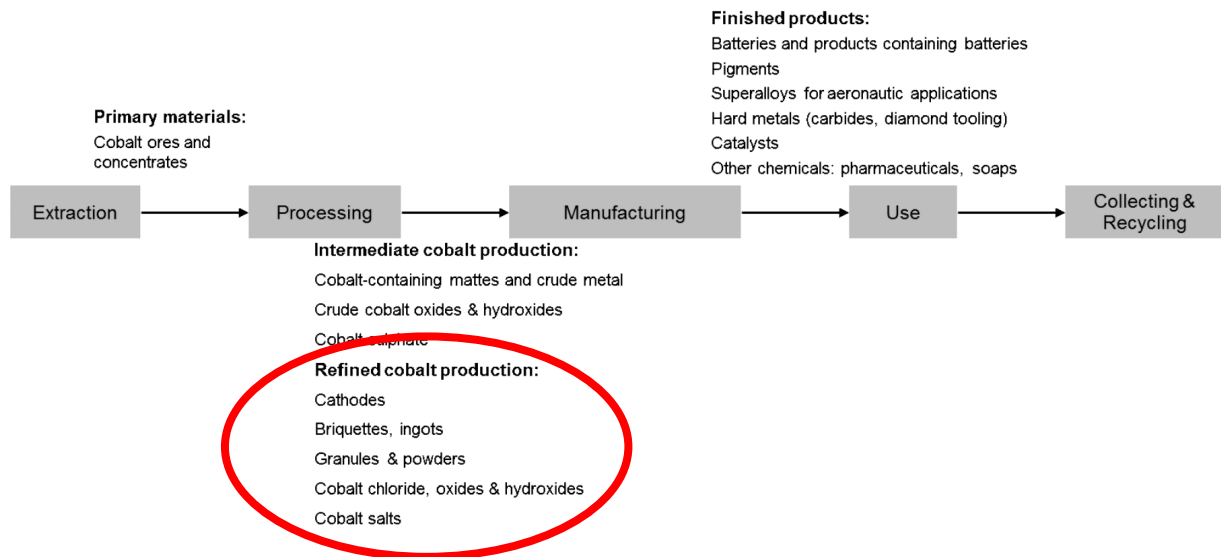 Finished products:
Batteries and products containing batteries
Pigments
Superalloys for aeronautic applications
Hard metals (carbides, diamond tooling)
Catalysts
Other chemicals: pharmaceuticals, soaps
Primary materials:
Cobalt ores and
concentrates
Extraction
Processing
Manufacturing
Use
Collecting &
Recycling
Intermediate cobalt production:
Cobalt-containing mattes and crude metal
Crude cobalt oxides & hydroxides
Cobalt sulphate
Refined cobalt production:
Cathodes
Briquettes, ingots
Granules & powders
Cobalt chloride, oxides & hydroxides
Cobalt salts